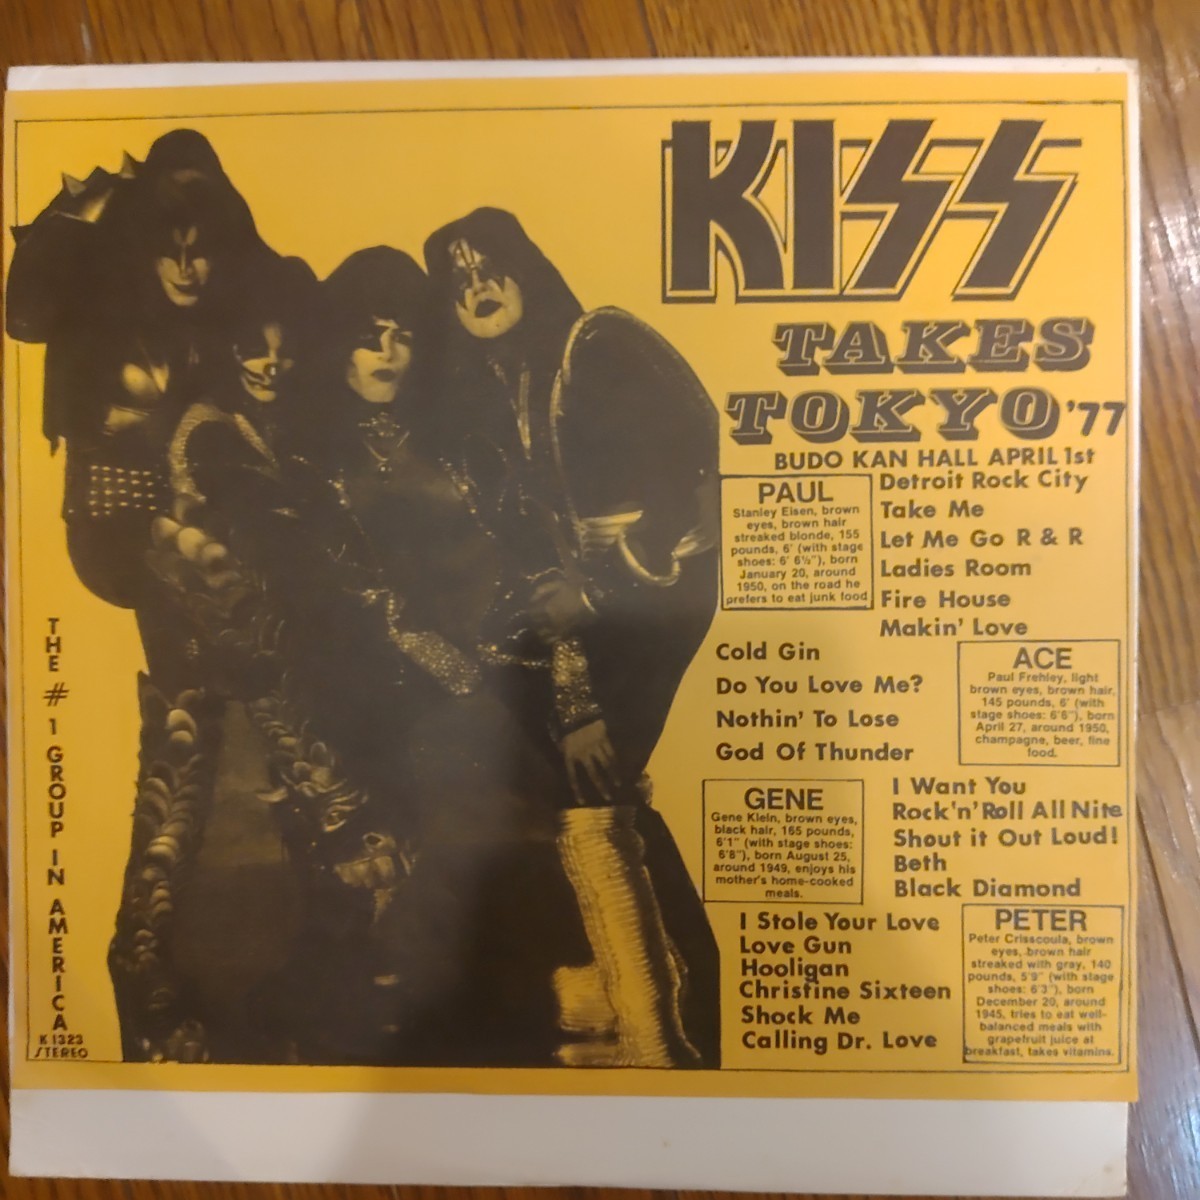 KISS
TAKES
TOKYO '77
BUDO KAN HALL APRIL 1st
PAUL
Stanley Eisen, brown
eyes, brown hair
streaked blonde, 155
pounds, 6' (with stage
shoes: 6' 6½"), born
January 20, around
1950, on the road he
prefers to eat junk food
Detroit Rock City
Take Me
Let Me Go R & R
Ladies Room
Fire House
Makin' Love
Cold Gin
Do You Love Me?
Nothin' To Lose
God Of Thunder
ACE
Paul Frehley, light
brown eyes, brown hair,
145 pounds, 6' (with
stage shoes: 6'6"), born
April 27, around 1950,
champagne, beer, fine
food.
GENE
Gene Klein, brown eyes,
black hair, 165 pounds,
6'1" (with stage shoes:
6'8"), born August 25,
around 1949, enjoys his
mother's home-cooked
meals.
I Want You
Rock'n'Roll All Nite
Shout it Out Loud!
Beth
Black Diamond
I Stole Your Love
Love Gun
Hooligan
Christine Sixteen
Shock Me
Calling Dr. Love
PETER
Peter Crisscoula, brown
eyes, brown hair
streaked with gray, 140
pounds, 5'9" (with stage
shoes: 6'3"), born
December 20, around
1945, tries to eat well-
balanced meals with
grapefruit juice at
breakfast, takes vitamins.
THE # 1 GROUP IN AMERICA
K 1323
STEREO